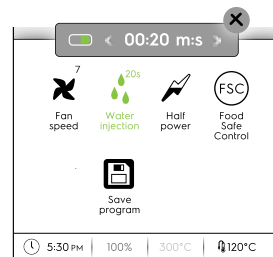 00:20 m:s
7
20s
FSC
Fan
speed
Water
injection
Half
power
Food
Safe
Control
Save
program
5:30 PM 100% 300°C 120°C